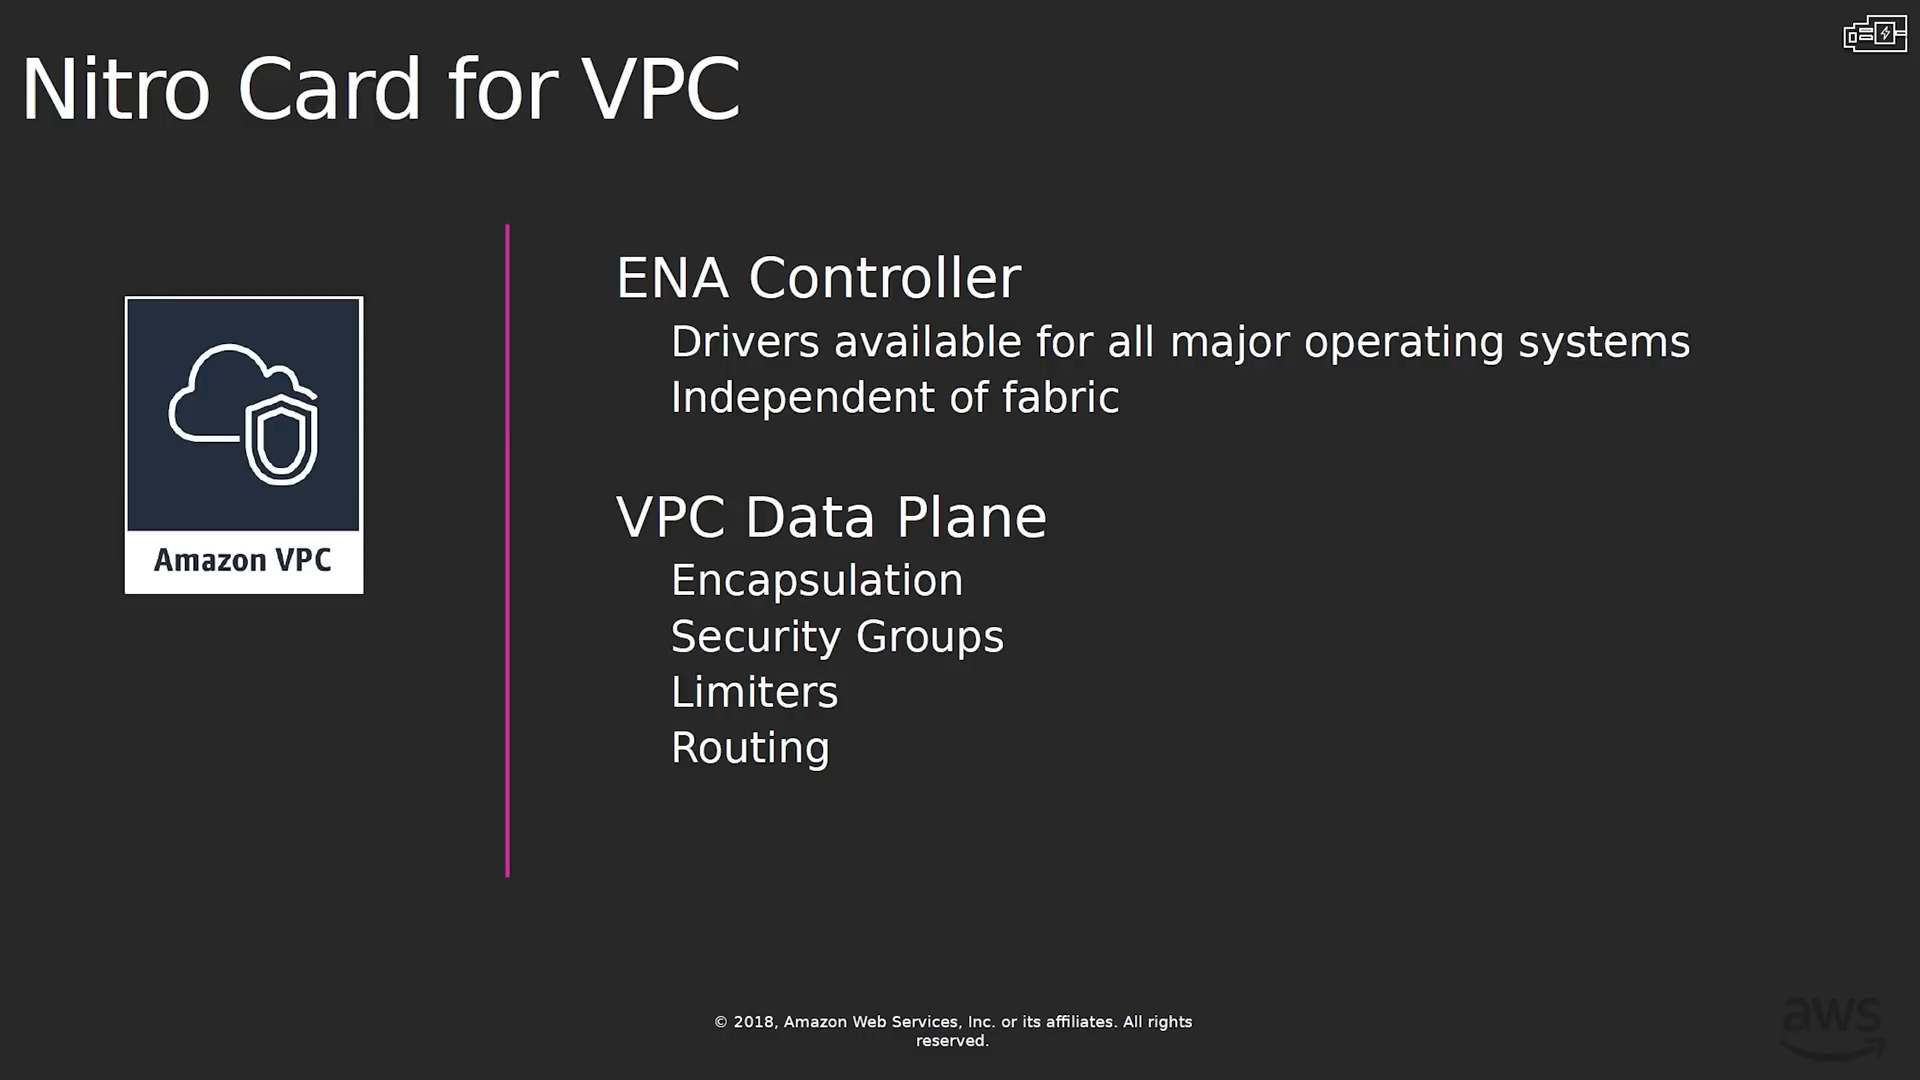 Nitro Card for VPC
Amazon VPC
ENA Controller
Drivers available for all major operating systems
Independent of fabric
VPC Data Plane
Encapsulation
Security Groups
Limiters
Routing
© 2018, Amazon Web Services, Inc. or its affiliates. All rights
reserved.
aws